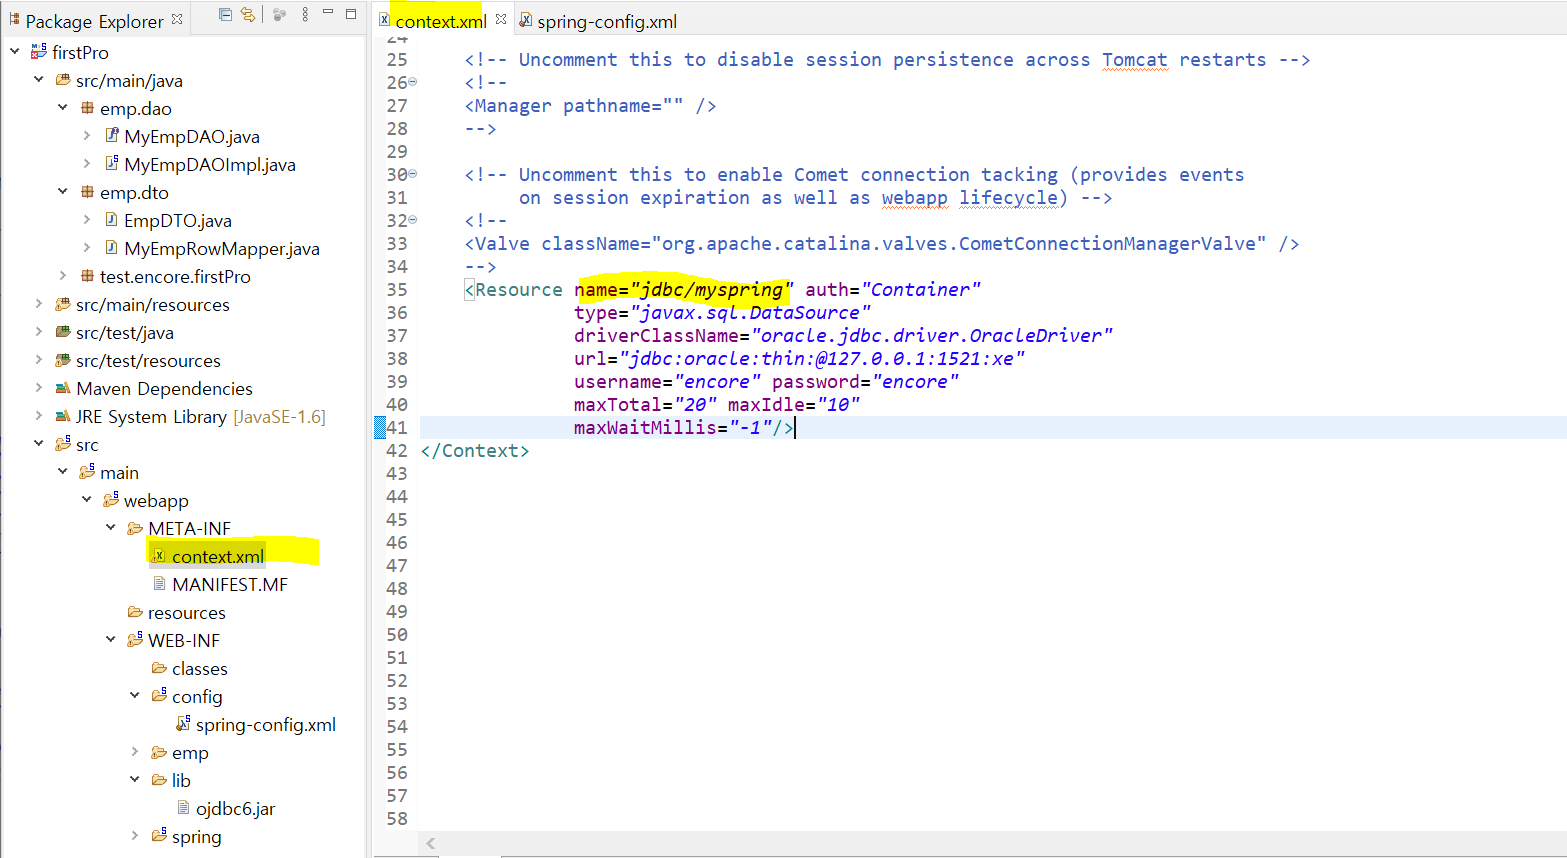 Package Explorer
firstPro
src/main/java
emp.dao
MyEmpDAO.java
MyEmpDAOImpl.java
emp.dto
EmpDTO.java
MyEmpRowMapper.java
test.encore.firstPro
src/main/resources
src/test/java
src/test/resources
Maven Dependencies
JRE System Library [JavaSE-1.6]
src
main
webapp
META-INF
context.xml
MANIFEST.MF
resources
WEB-INF
classes
config
spring-config.xml
emp
lib
ojdbc6.jar
spring
context.xml spring-config.xml
24
25 <!-- Uncomment this to disable session persistence across Tomcat restarts -->
26 <!--
27 <Manager pathname="" />
28 -->
29
30 <!-- Uncomment this to enable Comet connection tacking (provides events
31 on session expiration as well as webapp lifecycle) -->
32 <!--
33 <Valve className="org.apache.catalina.valves.CometConnectionManagerValve" />
34 -->
35 <Resource name="jdbc/myspring" auth="Container"
36 type="javax.sql.DataSource"
37 driverClassName="oracle.jdbc.driver.OracleDriver"
38 url="jdbc:oracle:thin:@127.0.0.1:1521:xe"
39 username="encore" password="encore"
40 maxTotal="20" maxIdle="10"
41 maxWaitMillis="-1"/>
42 </Context>
43
44
45
46
47
48
49
50
51
52
53
54
55
56
57
58